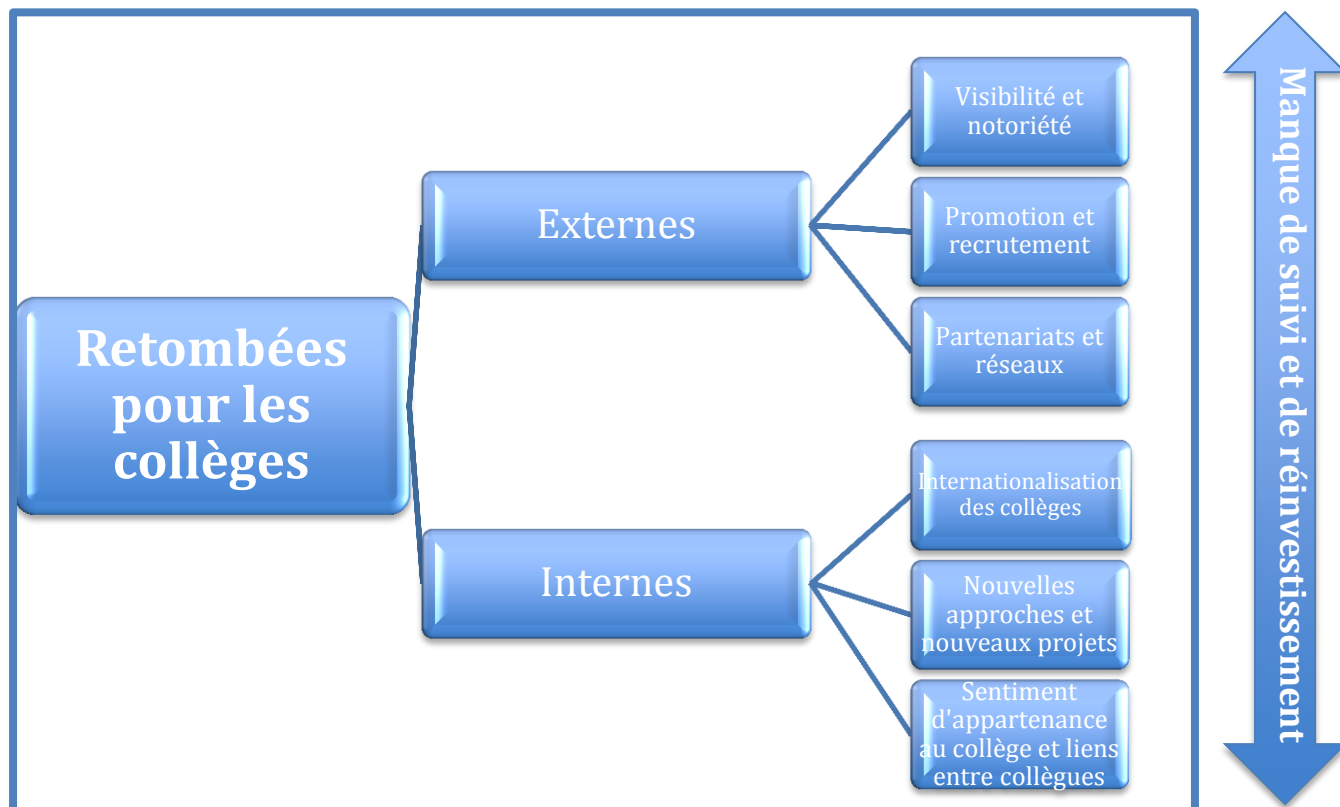 Retombées
pour les
collèges
Externes
Visibilité et
notoriété
Promotion et
recrutement
Partenariats et
réseaux
Internes
Internationalisation
des collèges
Nouvelles
approches et
nouveaux projets
Sentiment
d'appartenance
au collège et liens
entre collègues
Manque de suivi et de réinvestissement